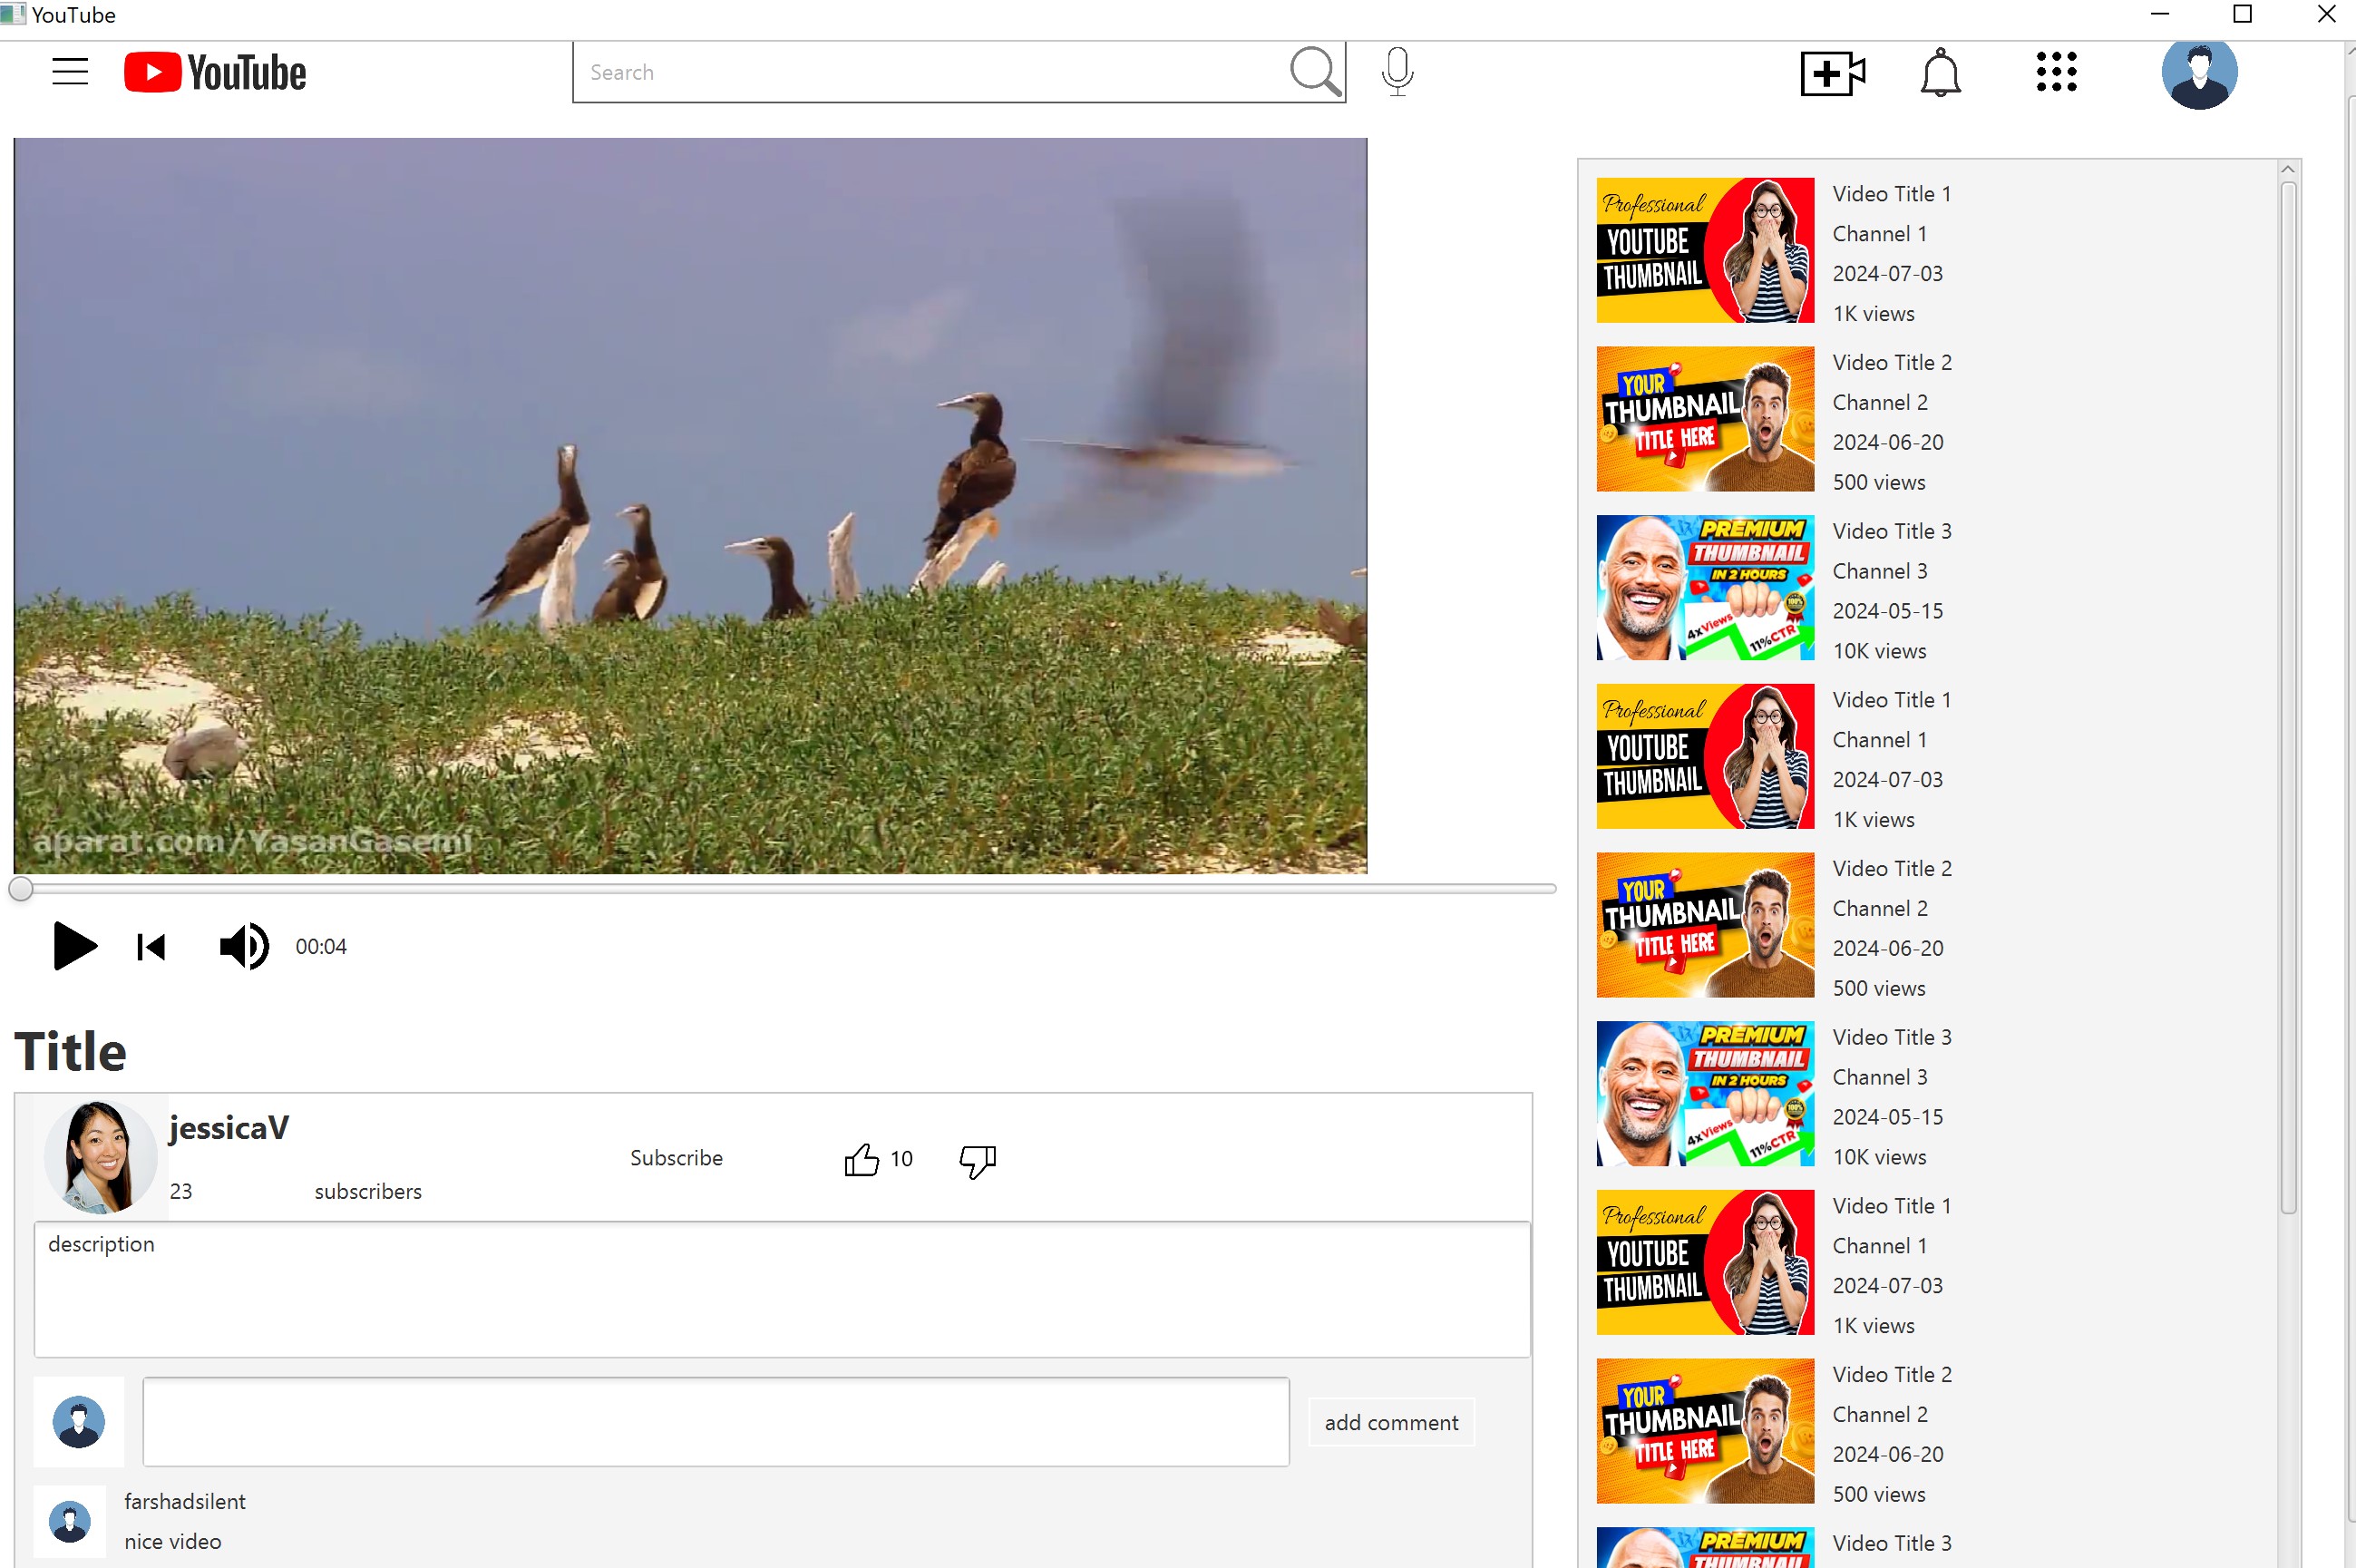 YouTube
YouTube
Search
aparat.com/YasanGasemi
00:04
Title
jessicaV
23 subscribers
Subscribe
10
description
add comment
farshadsilent
nice video
Professional
YOUTUBE
THUMBNAIL
Video Title 1
Channel 1
2024-07-03
1K views
YOUR
THUMBNAIL
TITLE HERE
Video Title 2
Channel 2
2024-06-20
500 views
PREMIUM
THUMBNAIL
IN 2 HOURS
4xViews
11%CTR
Video Title 3
Channel 3
2024-05-15
10K views
Professional
YOUTUBE
THUMBNAIL
Video Title 1
Channel 1
2024-07-03
1K views
YOUR
THUMBNAIL
TITLE HERE
Video Title 2
Channel 2
2024-06-20
500 views
PREMIUM
THUMBNAIL
IN 2 HOURS
4xViews
11%CTR
Video Title 3
Channel 3
2024-05-15
10K views
Professional
YOUTUBE
THUMBNAIL
Video Title 1
Channel 1
2024-07-03
1K views
YOUR
THUMBNAIL
TITLE HERE
Video Title 2
Channel 2
2024-06-20
500 views
PREMIUM
THUMBNAIL
Video Title 3